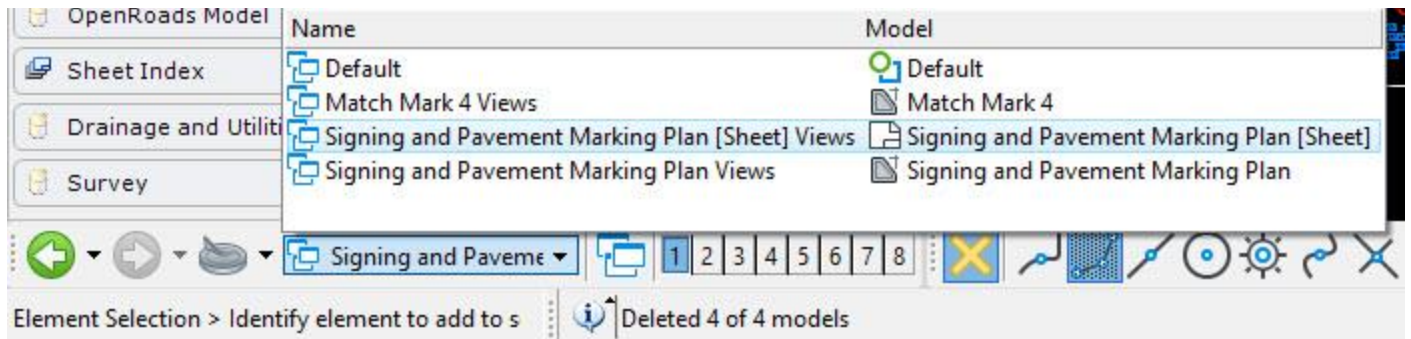 OpenRoads Model
Name Model
Sheet Index
Default Default
Match Mark 4 Views Match Mark 4
Drainage and Utiliti
Signing and Pavement Marking Plan [Sheet] Views Signing and Pavement Marking Plan [Sheet]
Signing and Pavement Marking Plan Views Signing and Pavement Marking Plan
Survey
Signing and Paveme 1 2 3 4 5 6 7 8
Element Selection > Identify element to add to s Deleted 4 of 4 models